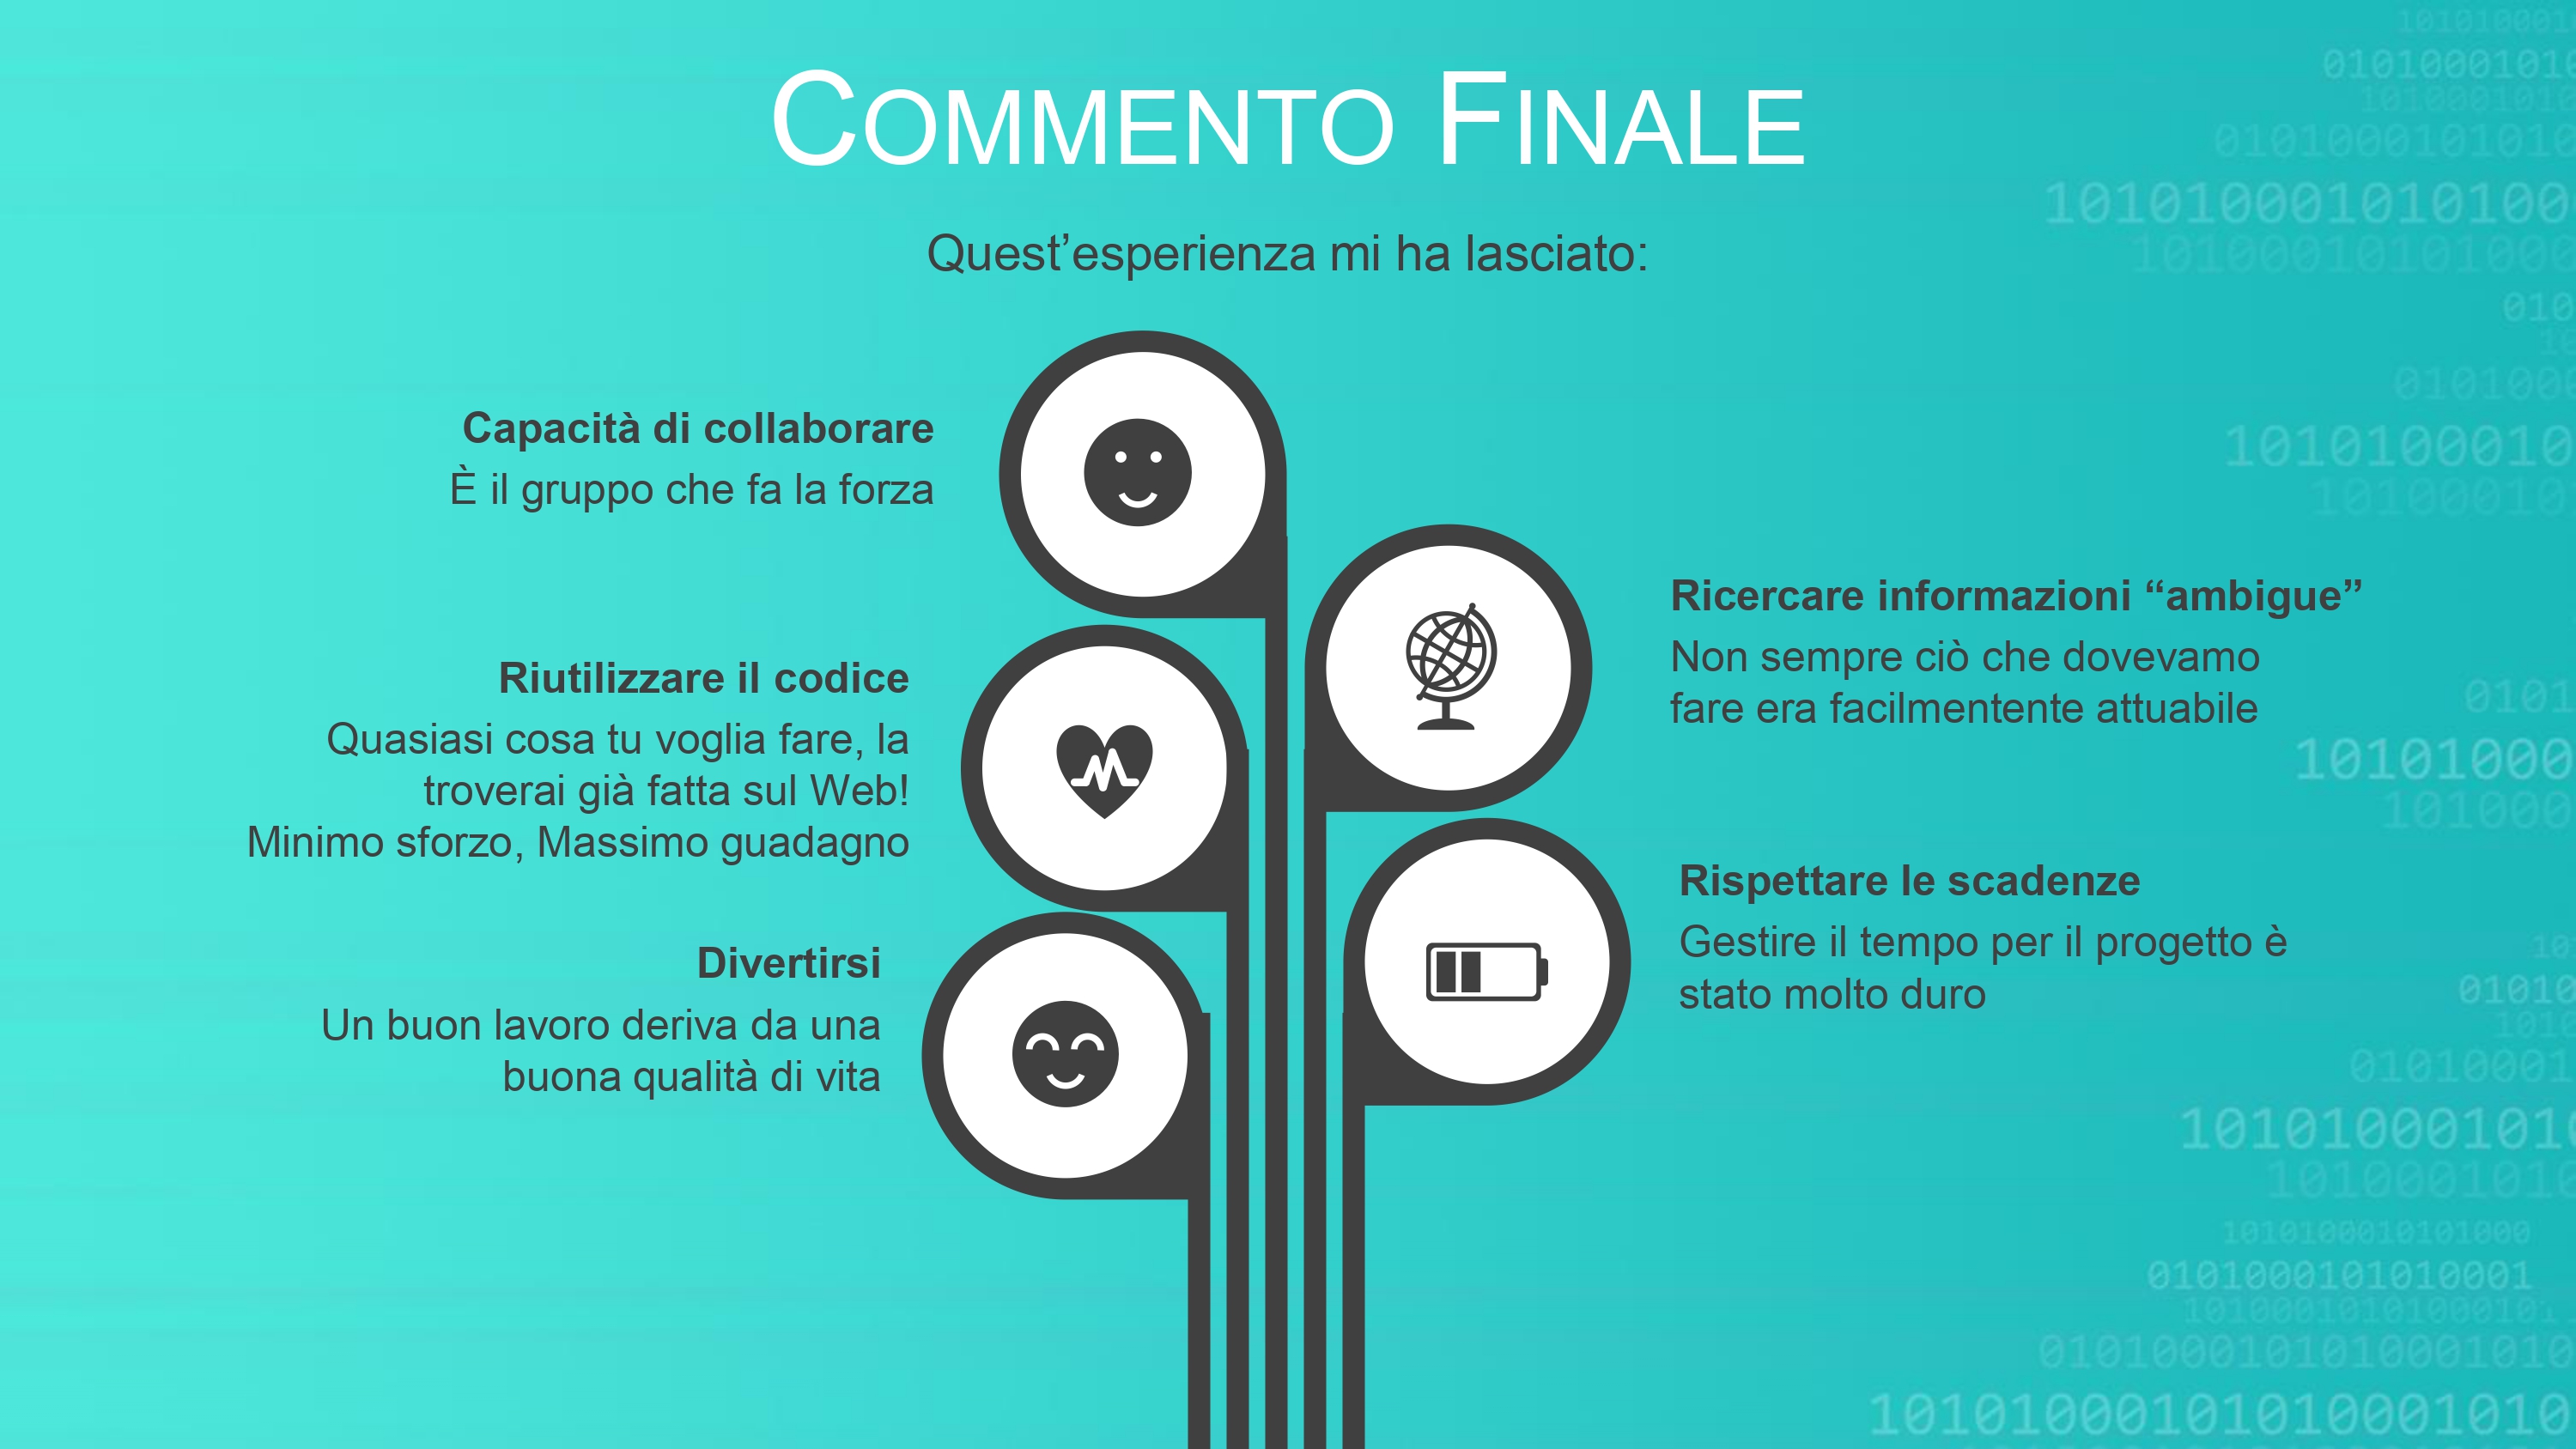 Commento Finale
Quest’esperienza mi ha lasciato:
Capacità di collaborare
È il gruppo che fa la forza
Riutilizzare il codice
Quasiasi cosa tu voglia fare, la
troverai già fatta sul Web!
Minimo sforzo, Massimo guadagno
Divertirsi
Un buon lavoro deriva da una
buona qualità di vita
Ricercare informazioni “ambigue”
Non sempre ciò che dovevamo
fare era facilmentente attuabile
Rispettare le scadenze
Gestire il tempo per il progetto è
stato molto duro